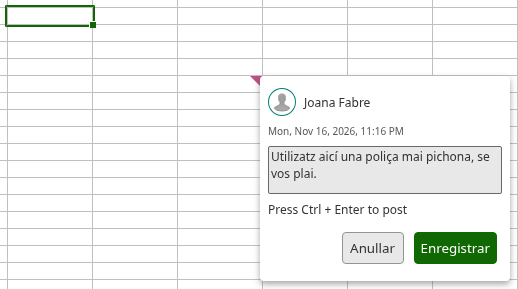 Joana Fabre
Mon, Nov 16, 2026, 11:16 PM
Utilizatz aicí una poliça mai pichona, se
vos plai.
Press Ctrl + Enter to post
Anullar
Enregistrar